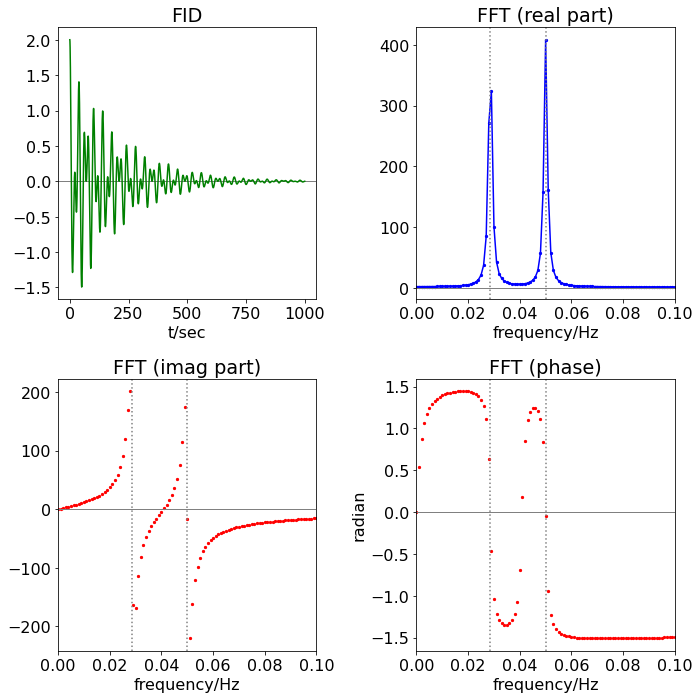 FID
2.0
1.5
1.0
0.5
0.0
−0.5
−1.0
−1.5
0 250 500 750 1000
t/sec
FFT (real part)
400
300
200
100
0
0.00 0.02 0.04 0.06 0.08 0.10
frequency/Hz
FFT (imag part)
200
100
0
−100
−200
0.00 0.02 0.04 0.06 0.08 0.10
frequency/Hz
FFT (phase)
radian
1.5
1.0
0.5
0.0
−0.5
−1.0
−1.5
0.00 0.02 0.04 0.06 0.08 0.10
frequency/Hz